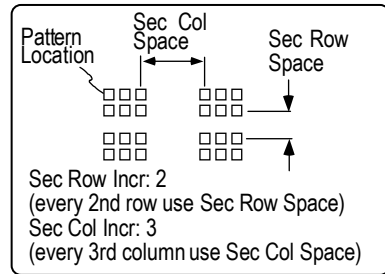 Pattern
Location
Sec Col
Space
Sec Row
Space
Sec Row Incr: 2
(every 2nd row use Sec Row Space)
Sec Col Incr: 3
(every 3rd column use Sec Col Space)